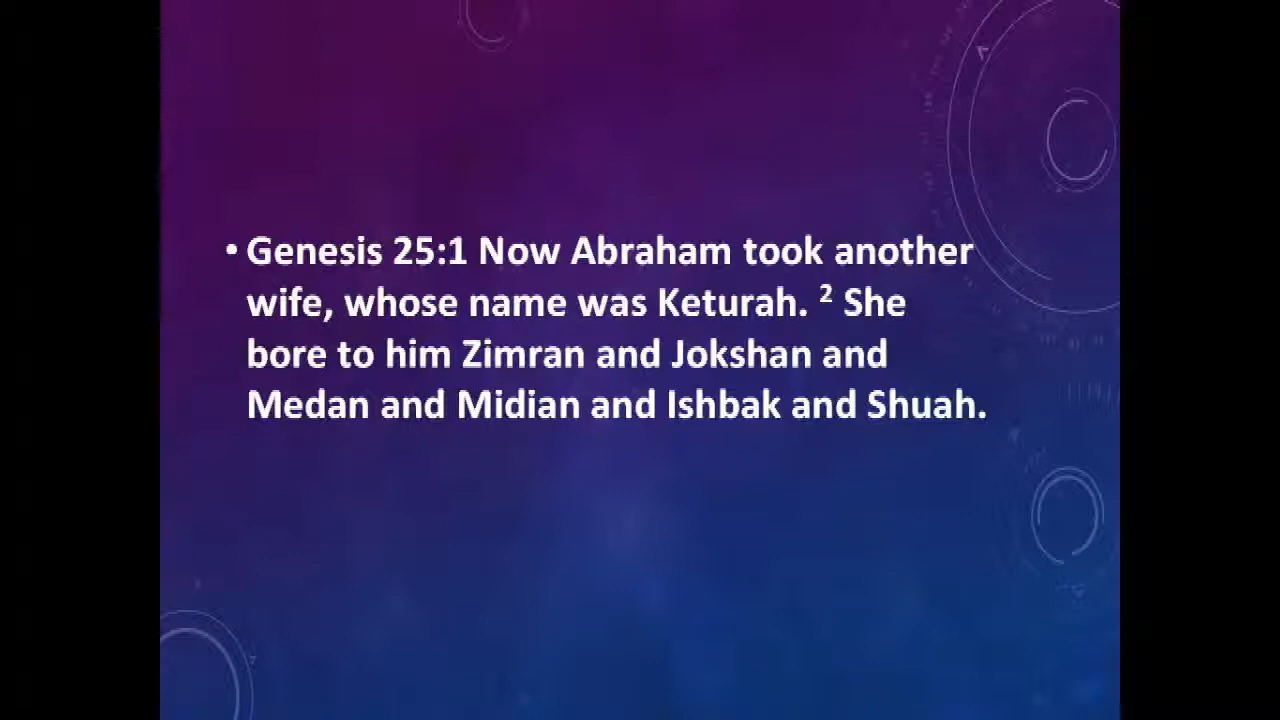 • Genesis 25:1 Now Abraham took another
wife, whose name was Keturah. ² She
bore to him Zimran and Jokshan and
Medan and Midian and Ishbak and Shuah.